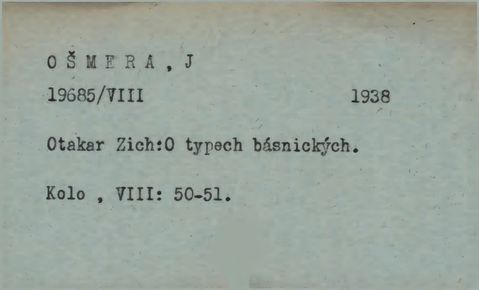 O Š M E R A , J
19685/VIII 1938
Otakar Zich:O typech básnických.
Kolo , VIII: 50-51.